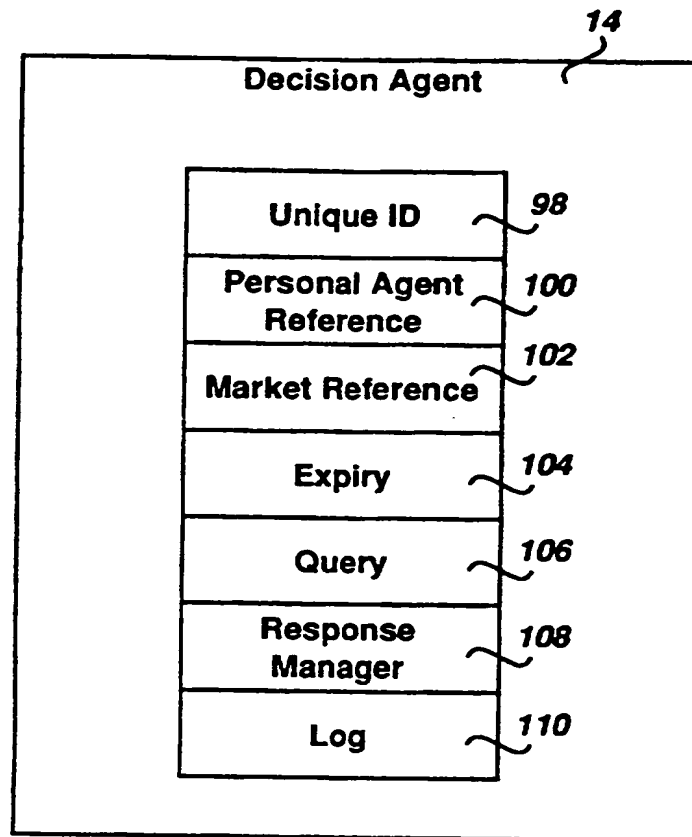 14
Decision Agent
Unique ID
98
Personal Agent
Reference
100
Market Reference
102
Expiry
104
Query
106
Response
Manager
108
Log
110